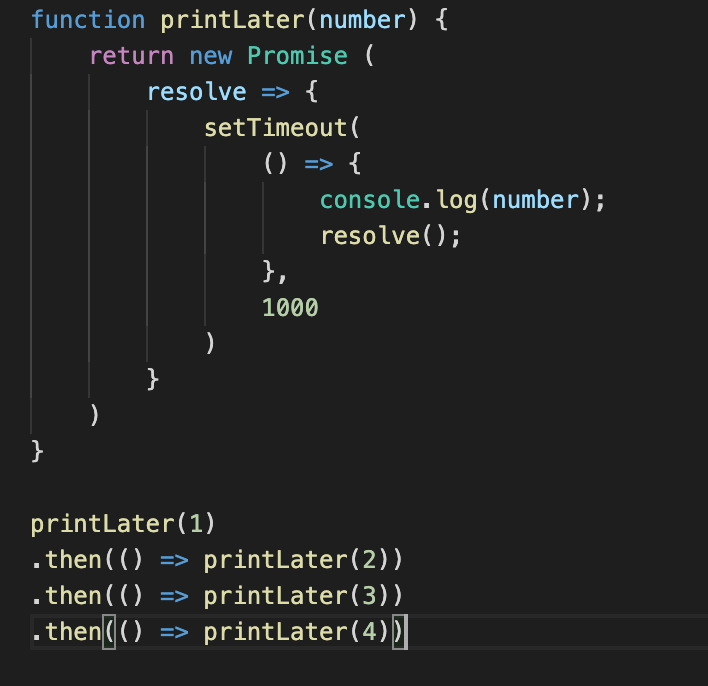 function printLater(number) {
    return new Promise (
        resolve => {
            setTimeout(
                () => {
                    console.log(number);
                    resolve();
                },
                1000
            )
        }
    )
}

printLater(1)
.then(() => printLater(2))
.then(() => printLater(3))
.then(() => printLater(4))